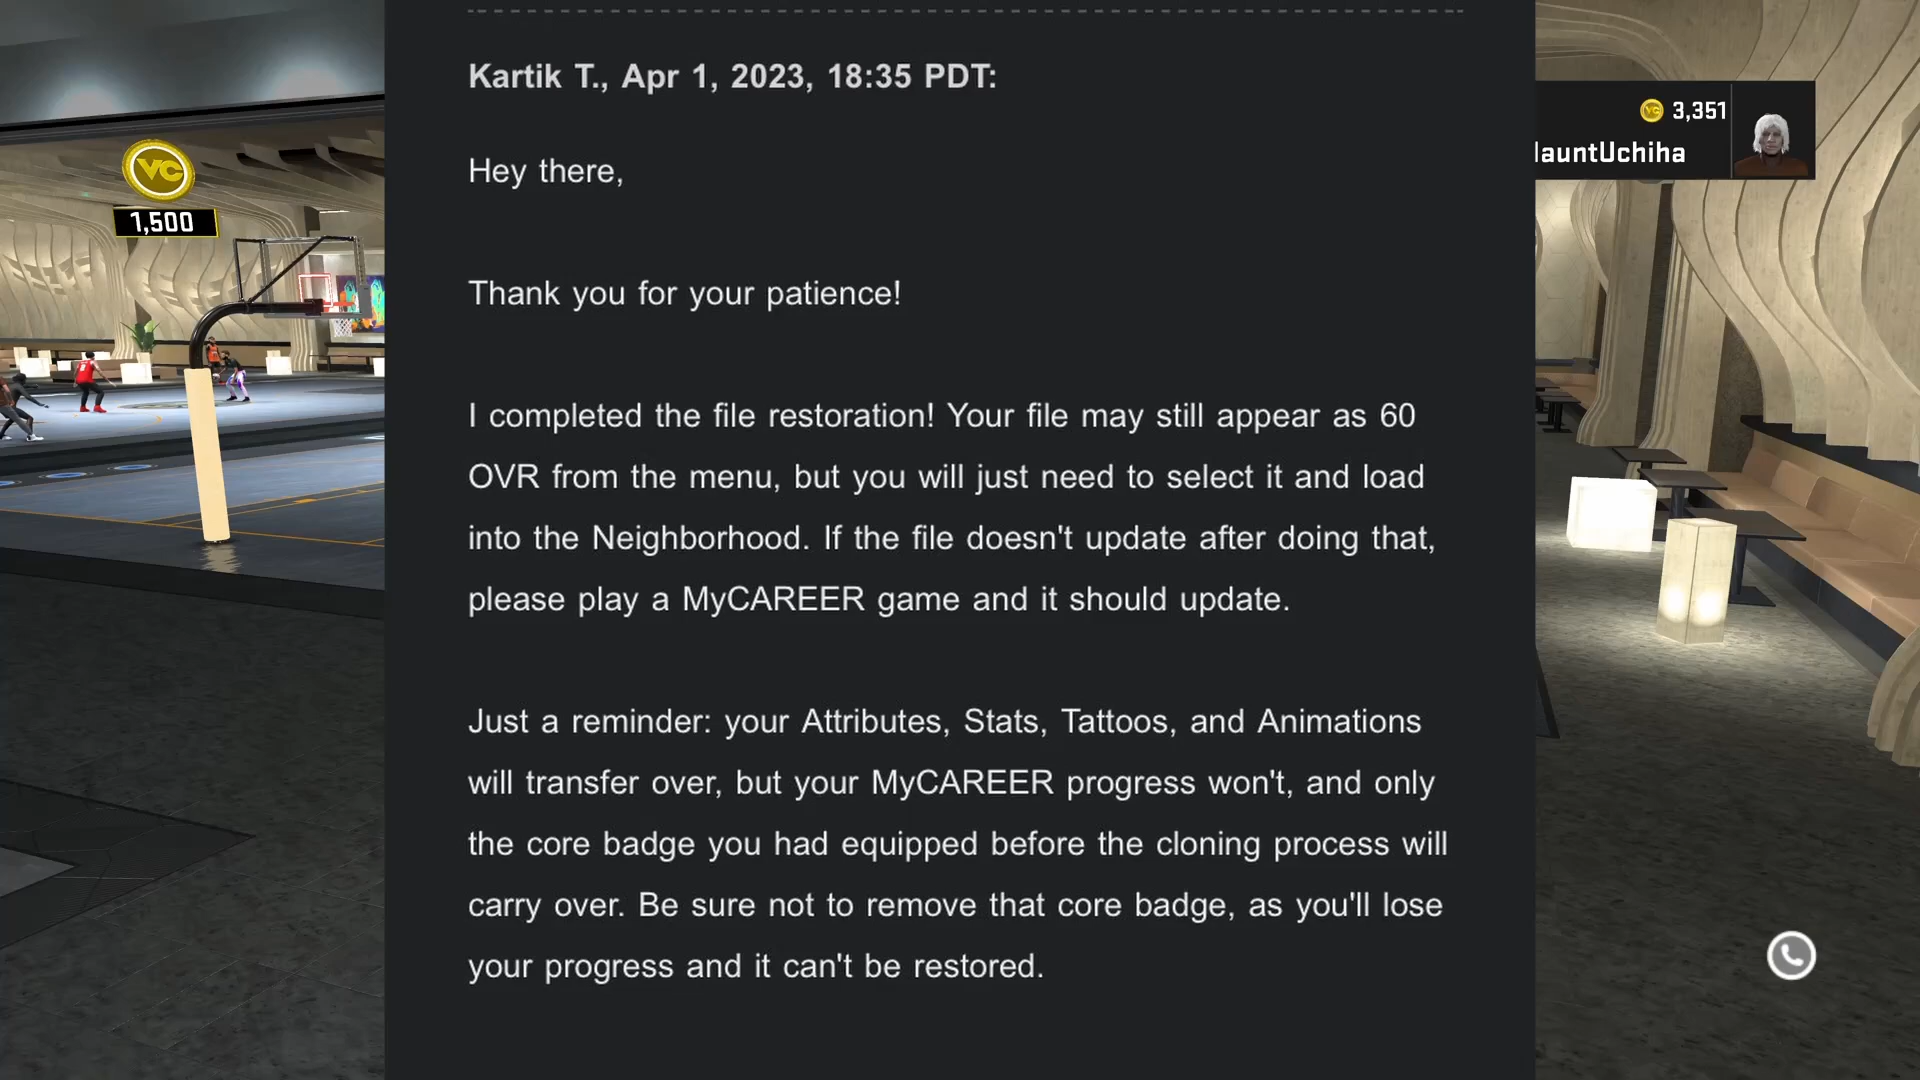 Kartik T., Apr 1, 2023, 18:35 PDT:
Hey there,
Thank you for your patience!
I completed the file restoration! Your file may still appear as 60
OVR from the menu, but you will just need to select it and load
into the Neighborhood. If the file doesn't update after doing that,
please play a MyCAREER game and it should update.
Just a reminder: your Attributes, Stats, Tattoos, and Animations
will transfer over, but your MyCAREER progress won't, and only
the core badge you had equipped before the cloning process will
carry over. Be sure not to remove that core badge, as you'll lose
your progress and it can't be restored.
VC
1,500
VC 3,351
launtUchiha